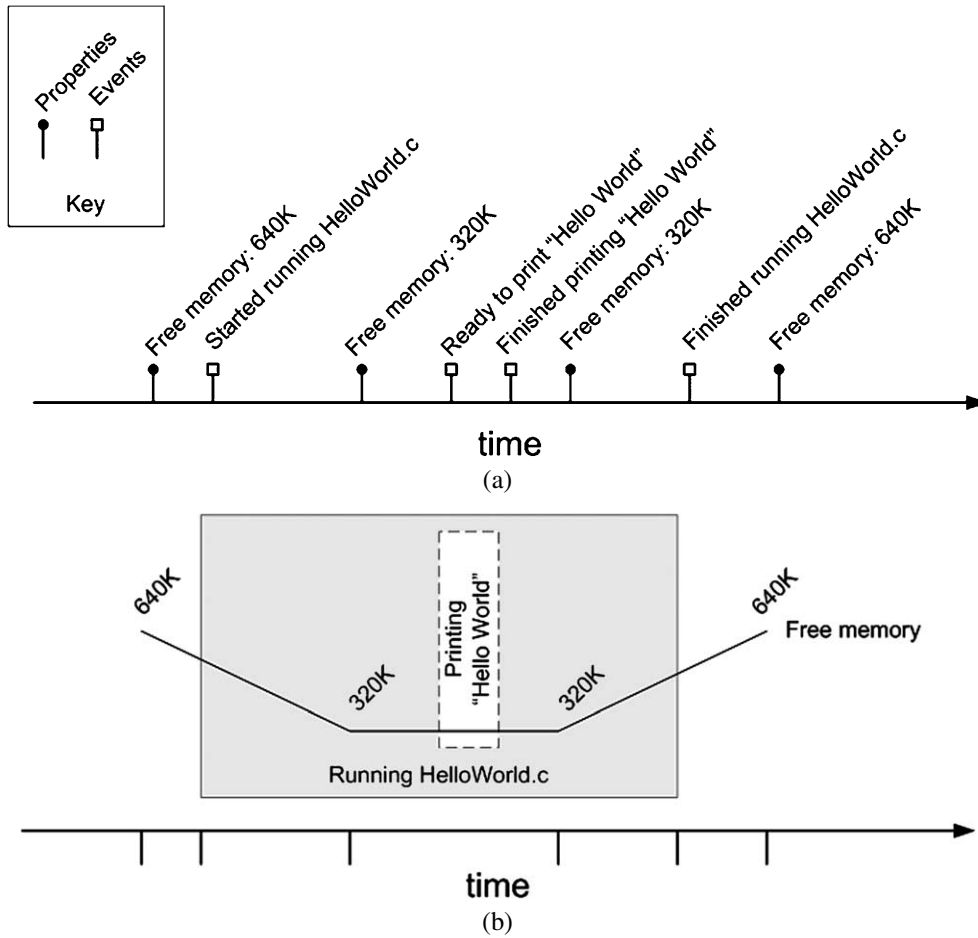 Properties
Events
Key
Free memory: 640K
Started running HelloWorld.c
Free memory: 320K
Ready to print “Hello World”
Finished printing “Hello World”
Free memory: 320K
Finished running HelloWorld.c
Free memory: 640K
time
(a)
640K
320K
Printing
“Hello World”
320K
640K
Free memory
Running HelloWorld.c
time
(b)